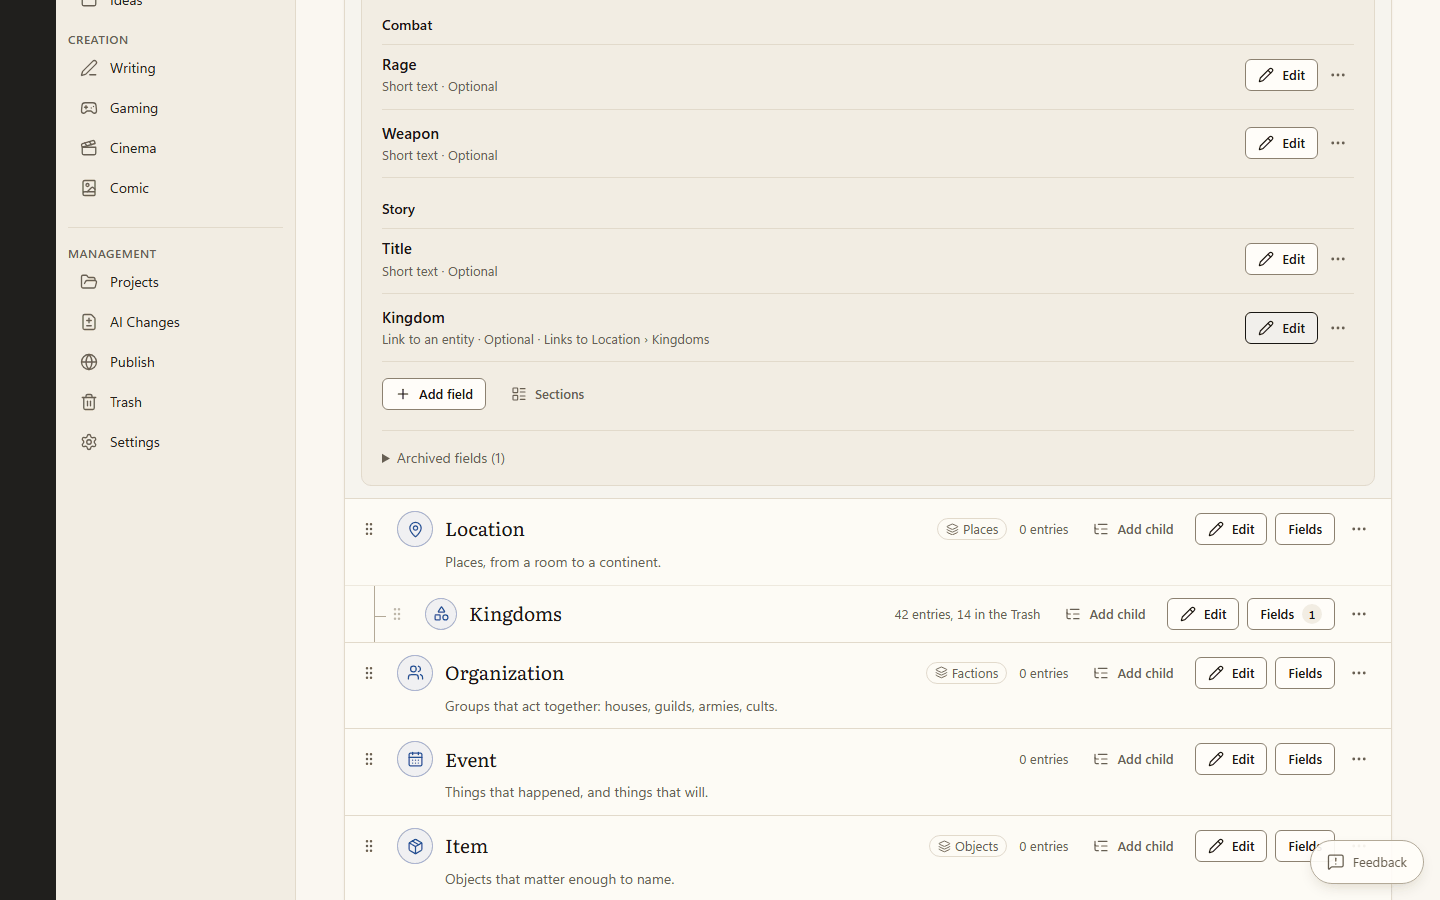 Ideas
CREATION
Writing
Gaming
Cinema
Comic
MANAGEMENT
Projects
AI Changes
Publish
Trash
Settings
Combat
Rage
Short text · Optional
Edit
Weapon
Short text · Optional
Edit
Story
Title
Short text · Optional
Edit
Kingdom
Link to an entity · Optional · Links to Location › Kingdoms
Edit
Add field Sections
Archived fields (1)
Location Places 0 entries Add child Edit Fields
Places, from a room to a continent.
Kingdoms 42 entries, 14 in the Trash Add child Edit Fields 1
Organization Factions 0 entries Add child Edit Fields
Groups that act together: houses, guilds, armies, cults.
Event 0 entries Add child Edit Fields
Things that happened, and things that will.
Item Objects 0 entries Add child Edit Fields
Objects that matter enough to name.
Feedback